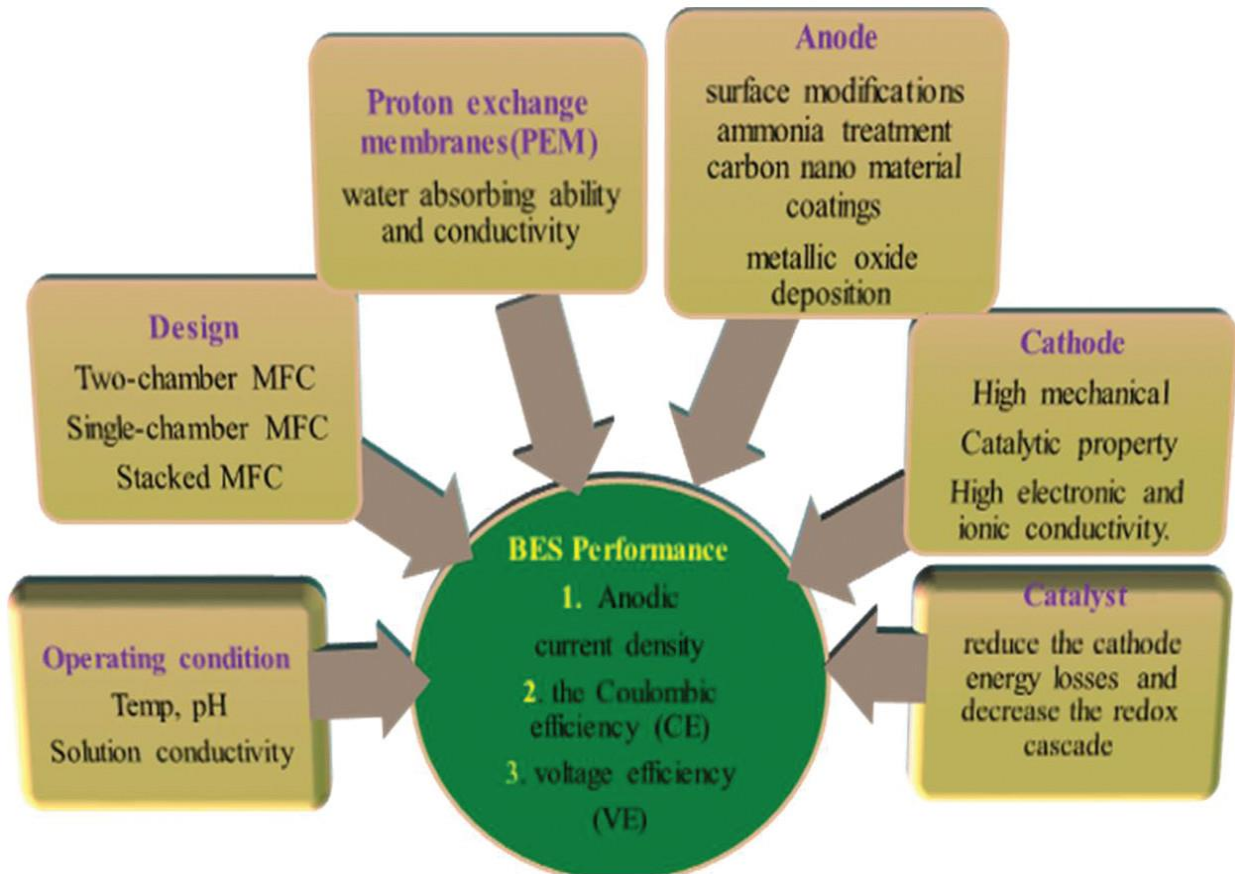 Operating condition
Temp, pH
Solution conductivity
Design
Two-chamber MFC
Single-chamber MFC
Stacked MFC
Proton exchange
membranes(PEM)
water absorbing ability
and conductivity
Anode
surface modifications
ammonia treatment
carbon nano material
coatings
metallic oxide
deposition
Cathode
High mechanical
Catalytic property
High electronic and
ionic conductivity.
Catalyst
reduce the cathode
energy losses and
decrease the redox
cascade
BES Performance
1. Anodic
current density
2. the Coulombic
efficiency (CE)
3. voltage efficiency
(VE)